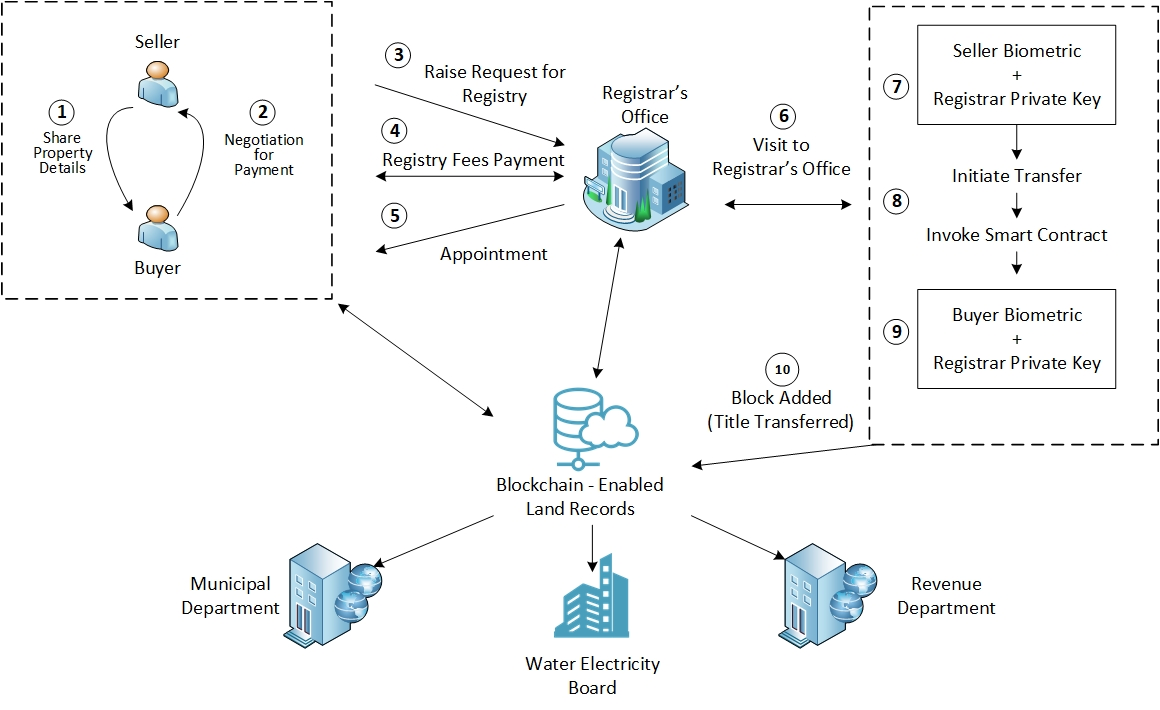 Seller
1
Share
Property
Details
2
Negotiation
for
Payment
Buyer
3
Raise Request for
Registry
4
Registry Fees Payment
5
Appointment
Registrar's
Office
6
Visit to
Registrar's Office
7
Seller Biometric
+
Registrar Private Key
Initiate Transfer
8
Invoke Smart Contract
9
Buyer Biometric
+
Registrar Private Key
10
Block Added
(Title Transferred)
Blockchain - Enabled
Land Records
Municipal
Department
Water Electricity
Board
Revenue
Department